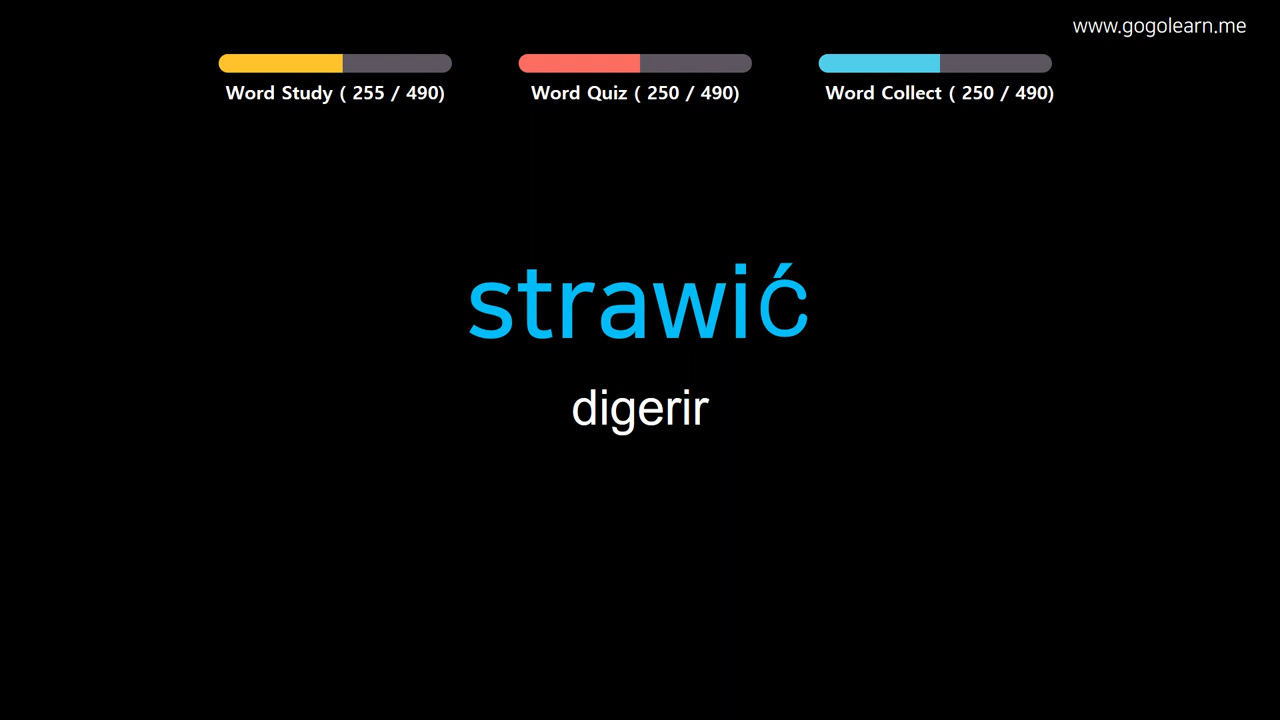 www.gogolearn.me
Word Study ( 255 / 490)
Word Quiz ( 250 / 490)
Word Collect ( 250 / 490)
strawić
digerir